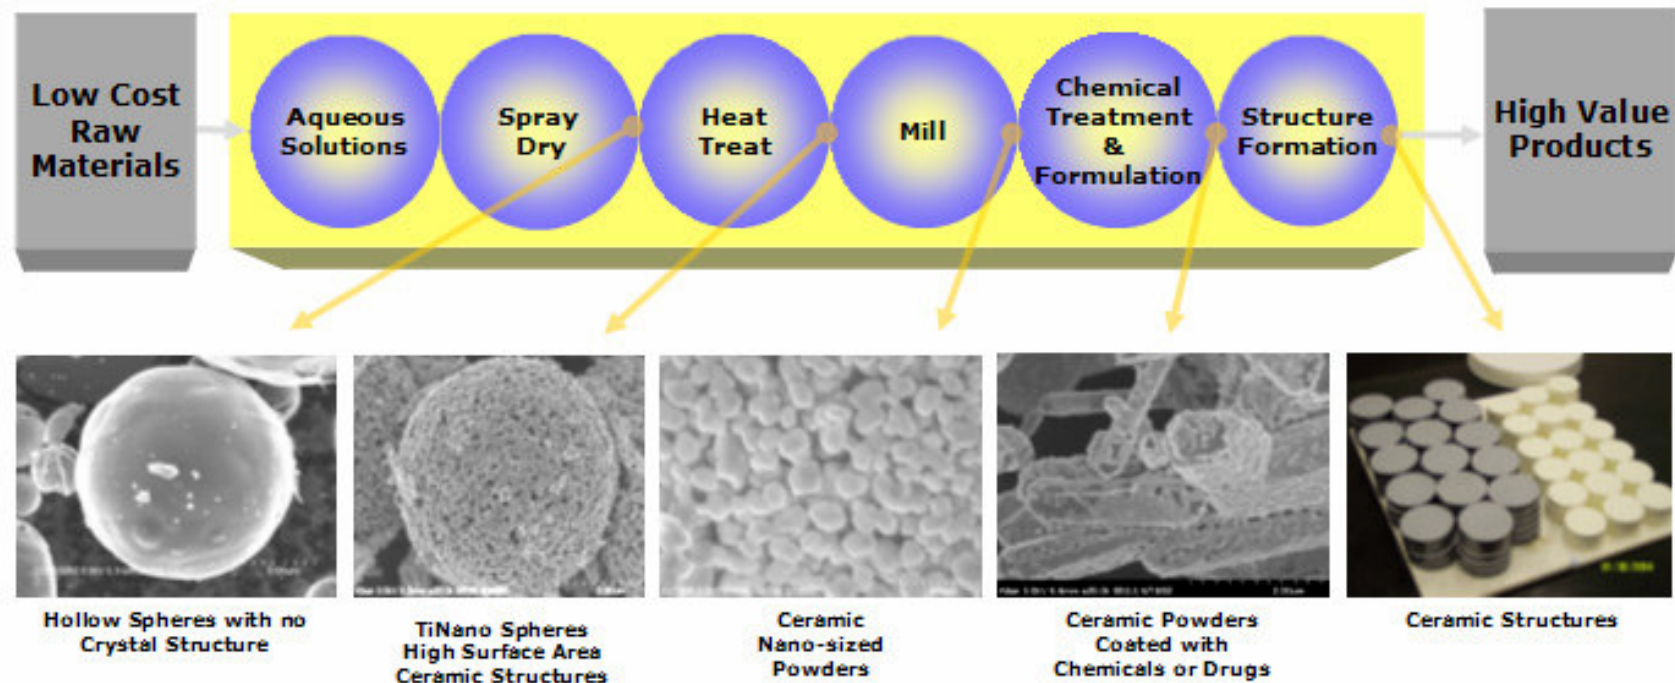 Low Cost
Raw
Materials
Aqueous
Solutions
Spray
Dry
Heat
Treat
Mill
Chemical
Treatment
&
Formulation
Structure
Formation
High Value
Products
Hollow Spheres with no
Crystal Structure
TiNano Spheres
High Surface Area
Ceramic Structures
Ceramic
Nano-sized
Powders
Ceramic Powders
Coated with
Chemicals or Drugs
Ceramic Structures